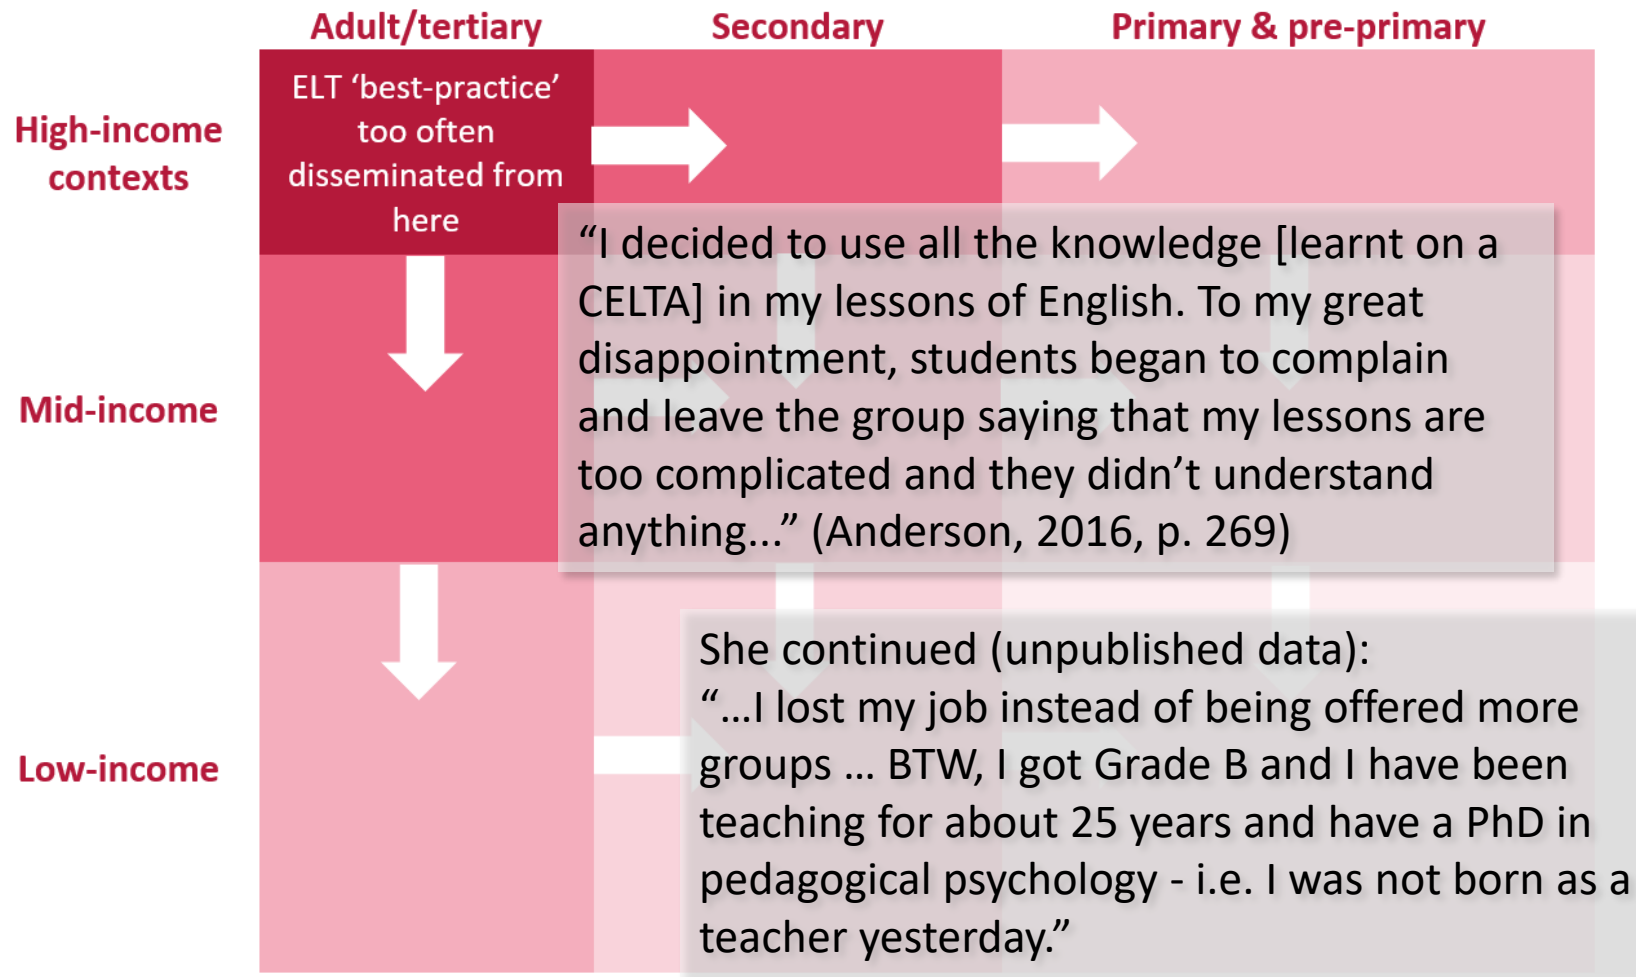 Adult/tertiary
Secondary
Primary & pre-primary
High-income
contexts
ELT ‘best-practice’
too often
disseminated from
here
“I decided to use all the knowledge [learnt on a
CELTA] in my lessons of English. To my great
disappointment, students began to complain
and leave the group saying that my lessons are
too complicated and they didn’t understand
anything...” (Anderson, 2016, p. 269)
Mid-income
Low-income
She continued (unpublished data):
“…I lost my job instead of being offered more
groups … BTW, I got Grade B and I have been
teaching for about 25 years and have a PhD in
pedagogical psychology - i.e. I was not born as a
teacher yesterday.”